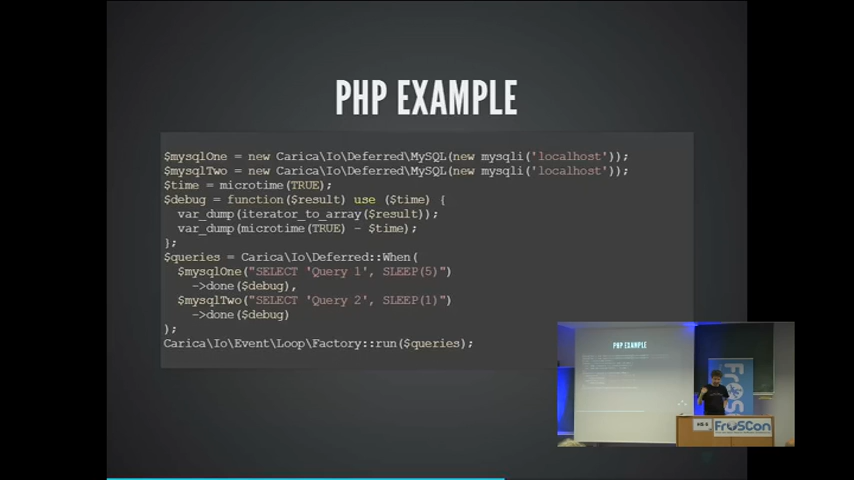 PHP EXAMPLE
$mysqlOne = new Carica\Io\Deferred\MySQL(new mysqli('localhost'));
$mysqlTwo = new Carica\Io\Deferred\MySQL(new mysqli('localhost'));
$time = microtime(TRUE);
$debug = function($result) use ($time) {
  var_dump(iterator_to_array($result));
  var_dump(microtime(TRUE) - $time);
};
$queries = Carica\Io\Deferred::When(
  $mysqlOne("SELECT 'Query 1', SLEEP(5)")
    ->done($debug),
  $mysqlTwo("SELECT 'Query 2', SLEEP(1)")
    ->done($debug)
);
Carica\Io\Event\Loop\Factory::run($queries);
PHP EXAMPLE
FrOSCon